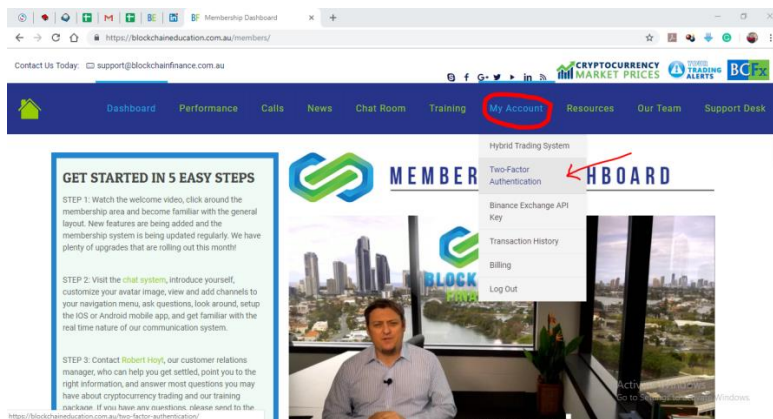 BF Membership Dashboard
https://blockchaineducation.com.au/members/
Contact Us Today: support@blockchainfinance.com.au
CRYPTOCURRENCY
MARKET PRICES
YOUR
TRADING
ALERTS
BCFx
Dashboard Performance Calls News Chat Room Training My Account Resources Our Team Support Desk
Hybrid Trading System
Two-Factor
Authentication
Binance Exchange API
Key
Transaction History
Billing
Log Out
GET STARTED IN 5 EASY STEPS
STEP 1: Watch the welcome video, click around the
membership area and become familiar with the general
layout. New features are being added and the
membership system is being updated regularly. We have
plenty of upgrades that are rolling out this month!
STEP 2: Visit the chat system, introduce yourself,
customize your avatar image, view and add channels to
your navigation menu, ask questions, look around, setup
the IOS or Android mobile app, and get familiar with the
real time nature of our communication system.
STEP 3: Contact Robert Hoyt, our customer relations
manager, who can help you get settled, point you to the
right information, and answer most questions you may
have about cryptocurrency trading and our training
package. If you have any questions, please send to the
MEMBER HBOARD
BLOCK
Go to Settings Windows.
https://blockchaineducation.com.au/two-factor-authentication/